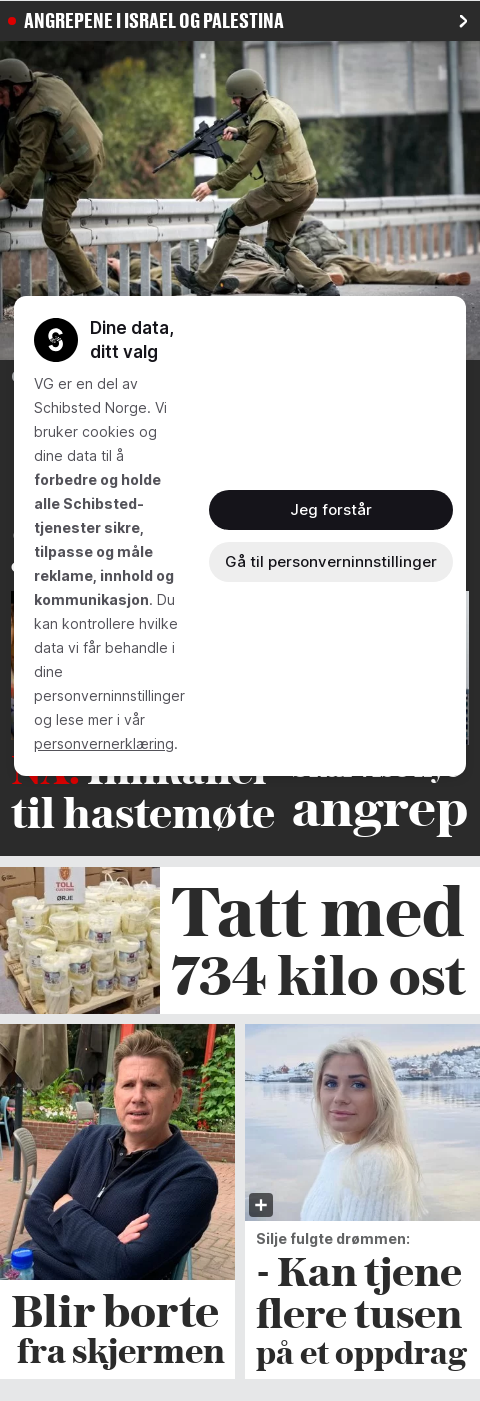 ANGREPENE I ISRAEL OG PALESTINA
Dine data,
ditt valg
VG er en del av
Schibsted Norge. Vi
bruker cookies og
dine data til å
forbedre og holde
alle Schibsted-
tjenester sikre,
tilpasse og måle
reklame, innhold og
kommunikasjon. Du
kan kontrollere hvilke
data vi får behandle i
dine
personverninnstillinger
og lese mer i vår
personvernerklæring.
Jeg forstår
Gå til personverninnstillinger
til hastemøte
angrep
TOLL
CUSTOMS
ØRJE
Tatt med
734 kilo ost
Blir borte
fra skjermen
Silje fulgte drømmen:
- Kan tjene
flere tusen
på et oppdrag